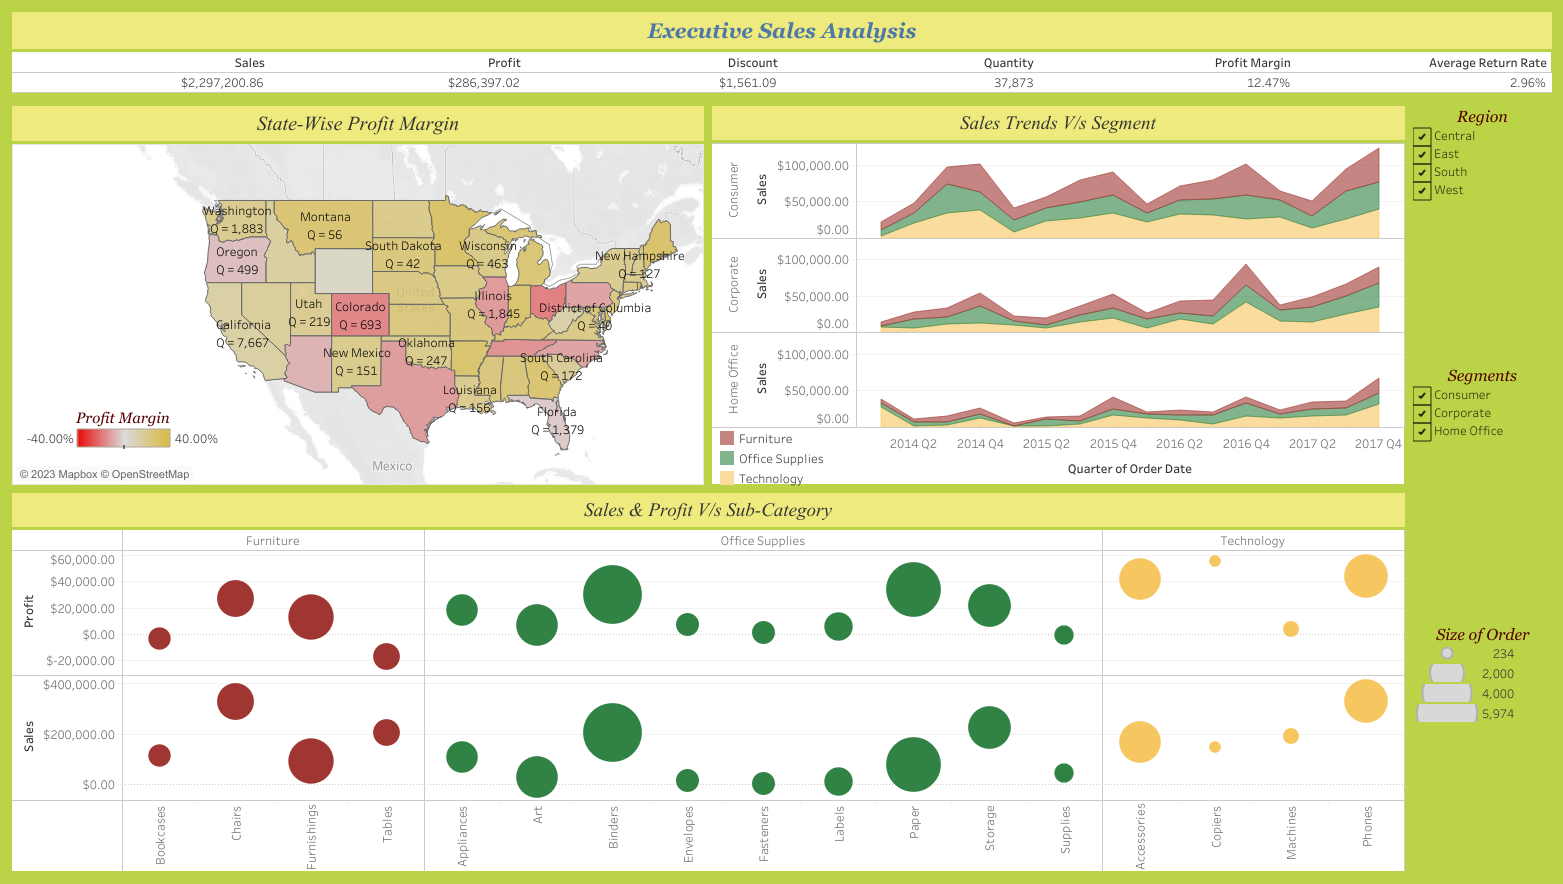 Executive Sales Analysis
Sales Profit Discount Quantity Profit Margin Average Return Rate
$2,297,200.86 $286,397.02 $1,561.09 37,873 12.47% 2.96%
State-Wise Profit Margin
Washington
Q = 1,883
Montana
Q = 56
Oregon
Q = 499
South Dakota
Q = 42
Wisconsin
Q = 463
New Hampshire
Q = 127
United
States
Utah
Q = 219
Colorado
Q = 693
Illinois
Q = 1,845
District of Columbia
Q = 40
California
Q = 7,667
New Mexico
Q = 151
Oklahoma
Q = 247
South Carolina
Q = 172
Louisiana
Q = 156
Florida
Q = 1,379
Mexico
Profit Margin
-40.00% 40.00%
© 2023 Mapbox © OpenStreetMap
Sales Trends V/s Segment
Consumer
Sales
$100,000.00
$50,000.00
$0.00
Corporate
Sales
$100,000.00
$50,000.00
$0.00
Home Office
Sales
$100,000.00
$50,000.00
$0.00
2014 Q2 2014 Q4 2015 Q2 2015 Q4 2016 Q2 2016 Q4 2017 Q2 2017 Q4
Quarter of Order Date
Furniture
Office Supplies
Technology
Region
Central
East
South
West
Segments
Consumer
Corporate
Home Office
Sales & Profit V/s Sub-Category
Furniture Office Supplies Technology
Profit
$60,000.00
$40,000.00
$20,000.00
$0.00
$-20,000.00
Sales
$400,000.00
$200,000.00
$0.00
Bookcases
Chairs
Furnishings
Tables
Appliances
Art
Binders
Envelopes
Fasteners
Labels
Paper
Storage
Supplies
Accessories
Copiers
Machines
Phones
Size of Order
234
2,000
4,000
5,974